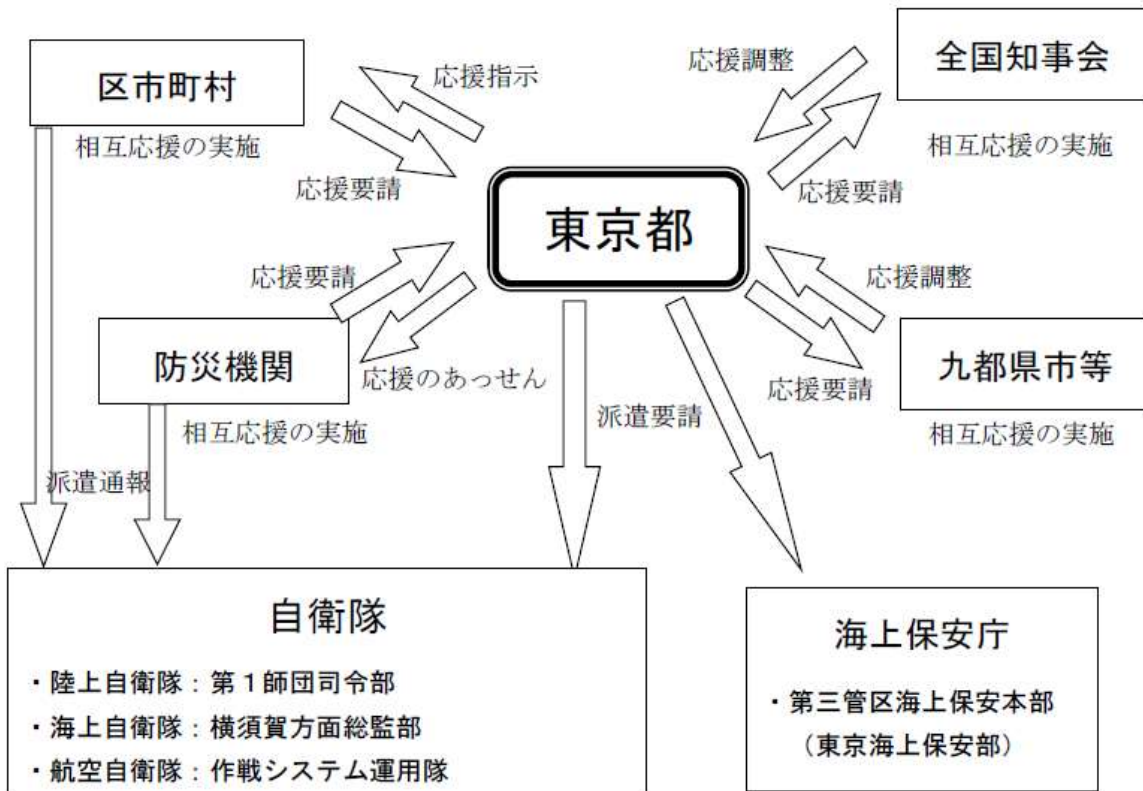 区市町村
応援指示
応援調整
全国知事会
相互応援の実施
応援要請
応援要請
相互応援の実施
東京都
応援要請
応援調整
防災機関
応援のあっせん
応援要請
九都県市等
相互応援の実施
派遣要請
相互応援の実施
派遣通報
自衛隊
・陸上自衛隊：第１師団司令部
・海上自衛隊：横須賀方面総監部
・航空自衛隊：作戦システム運用隊
海上保安庁
・第三管区海上保安本部
（東京海上保安部）